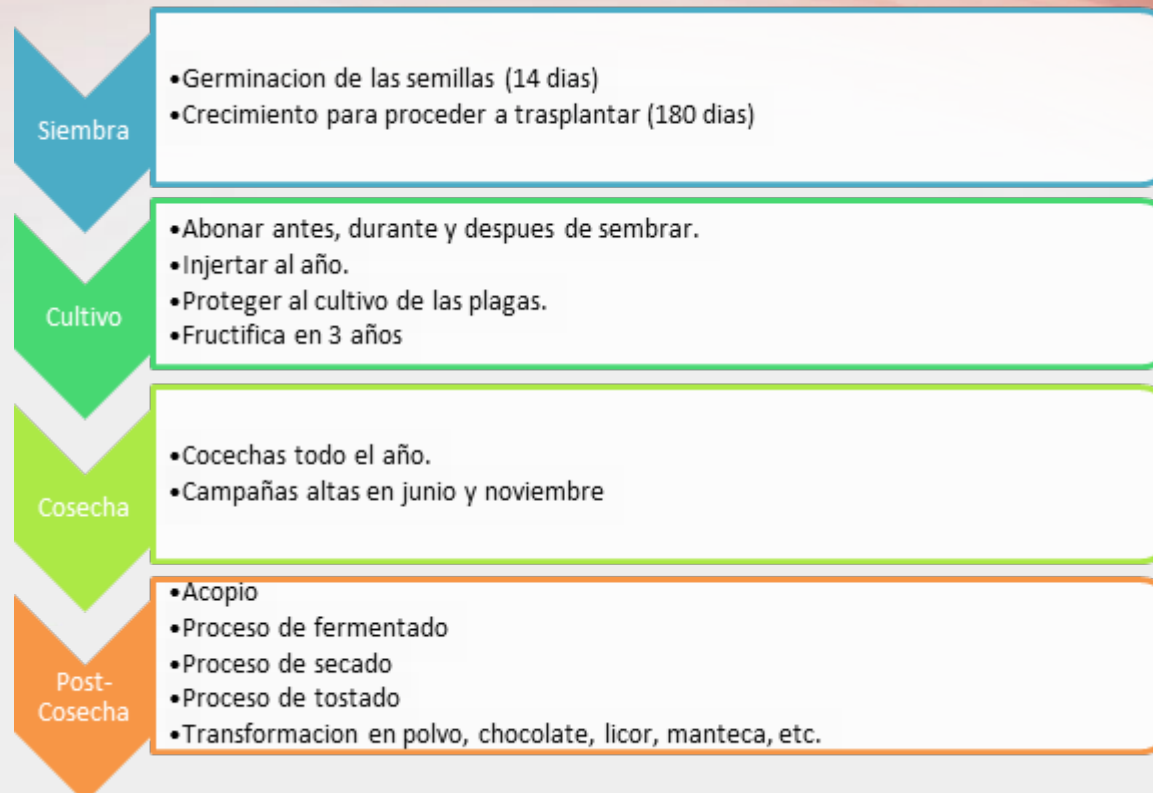 Siembra
•Germinacion de las semillas (14 dias)
•Crecimiento para proceder a trasplantar (180 dias)
Cultivo
•Abonar antes, durante y despues de sembrar.
•Injertar al año.
•Proteger al cultivo de las plagas.
•Fructifica en 3 años
Cosecha
•Cocechas todo el año.
•Campañas altas en junio y noviembre
Post-
Cosecha
•Acopio
•Proceso de fermentado
•Proceso de secado
•Proceso de tostado
•Transformacion en polvo, chocolate, licor, manteca, etc.